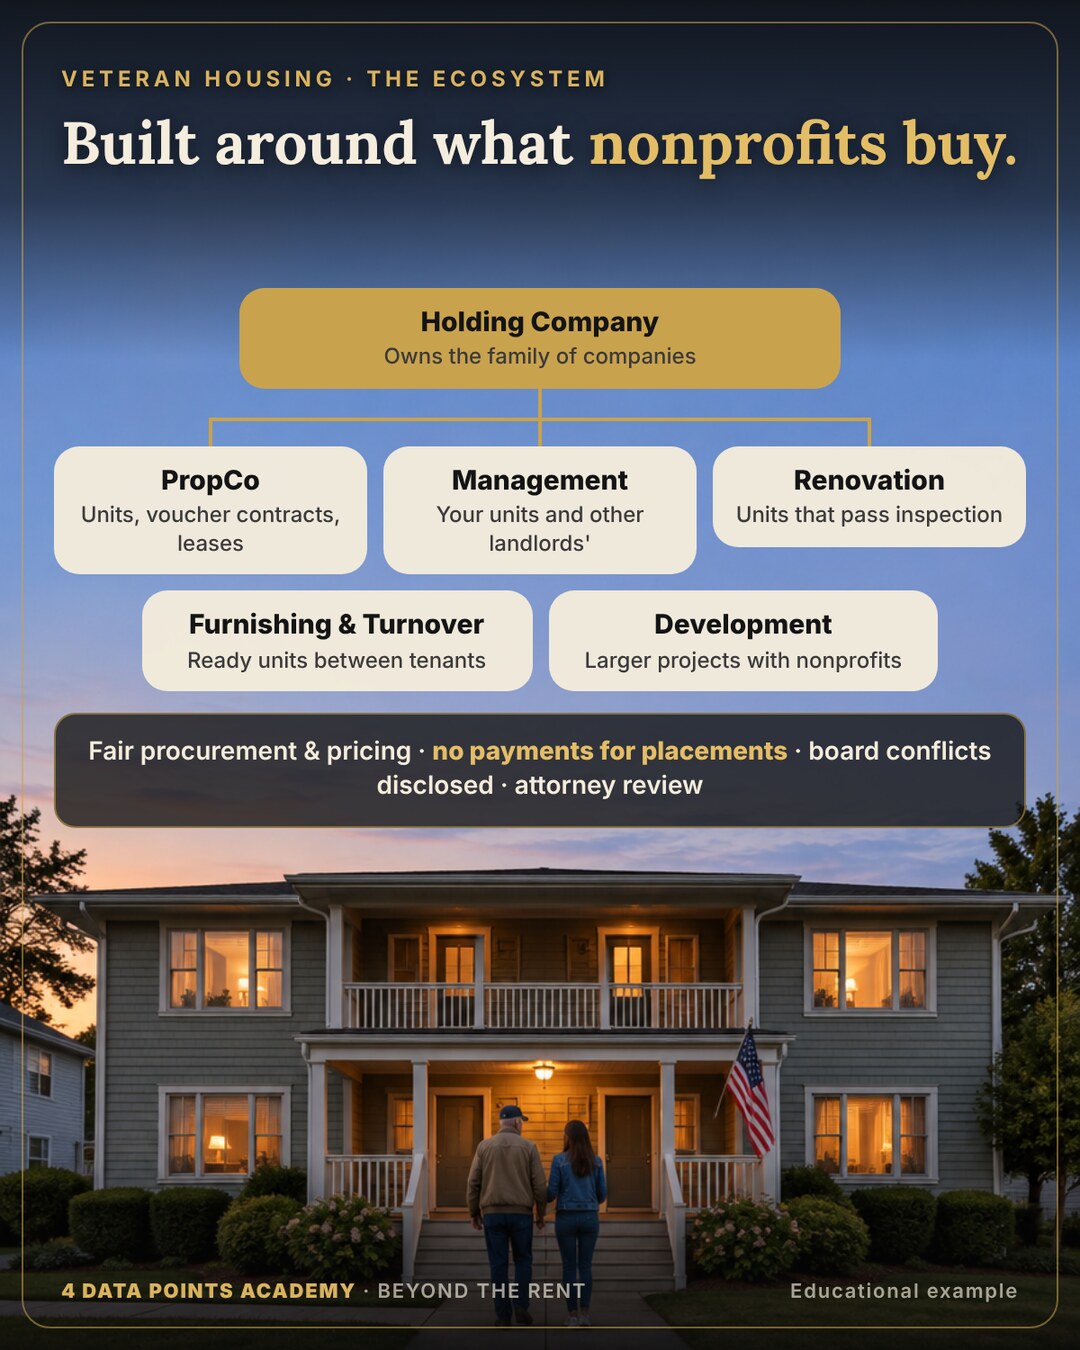 VETERAN HOUSING · THE ECOSYSTEM
Built around what nonprofits buy.
Holding Company
Owns the family of companies
PropCo
Units, voucher contracts,
leases
Management
Your units and other
landlords'
Renovation
Units that pass inspection
Furnishing & Turnover
Ready units between tenants
Development
Larger projects with nonprofits
Fair procurement & pricing · no payments for placements · board conflicts
disclosed · attorney review
4 DATA POINTS ACADEMY · BEYOND THE RENT
Educational example